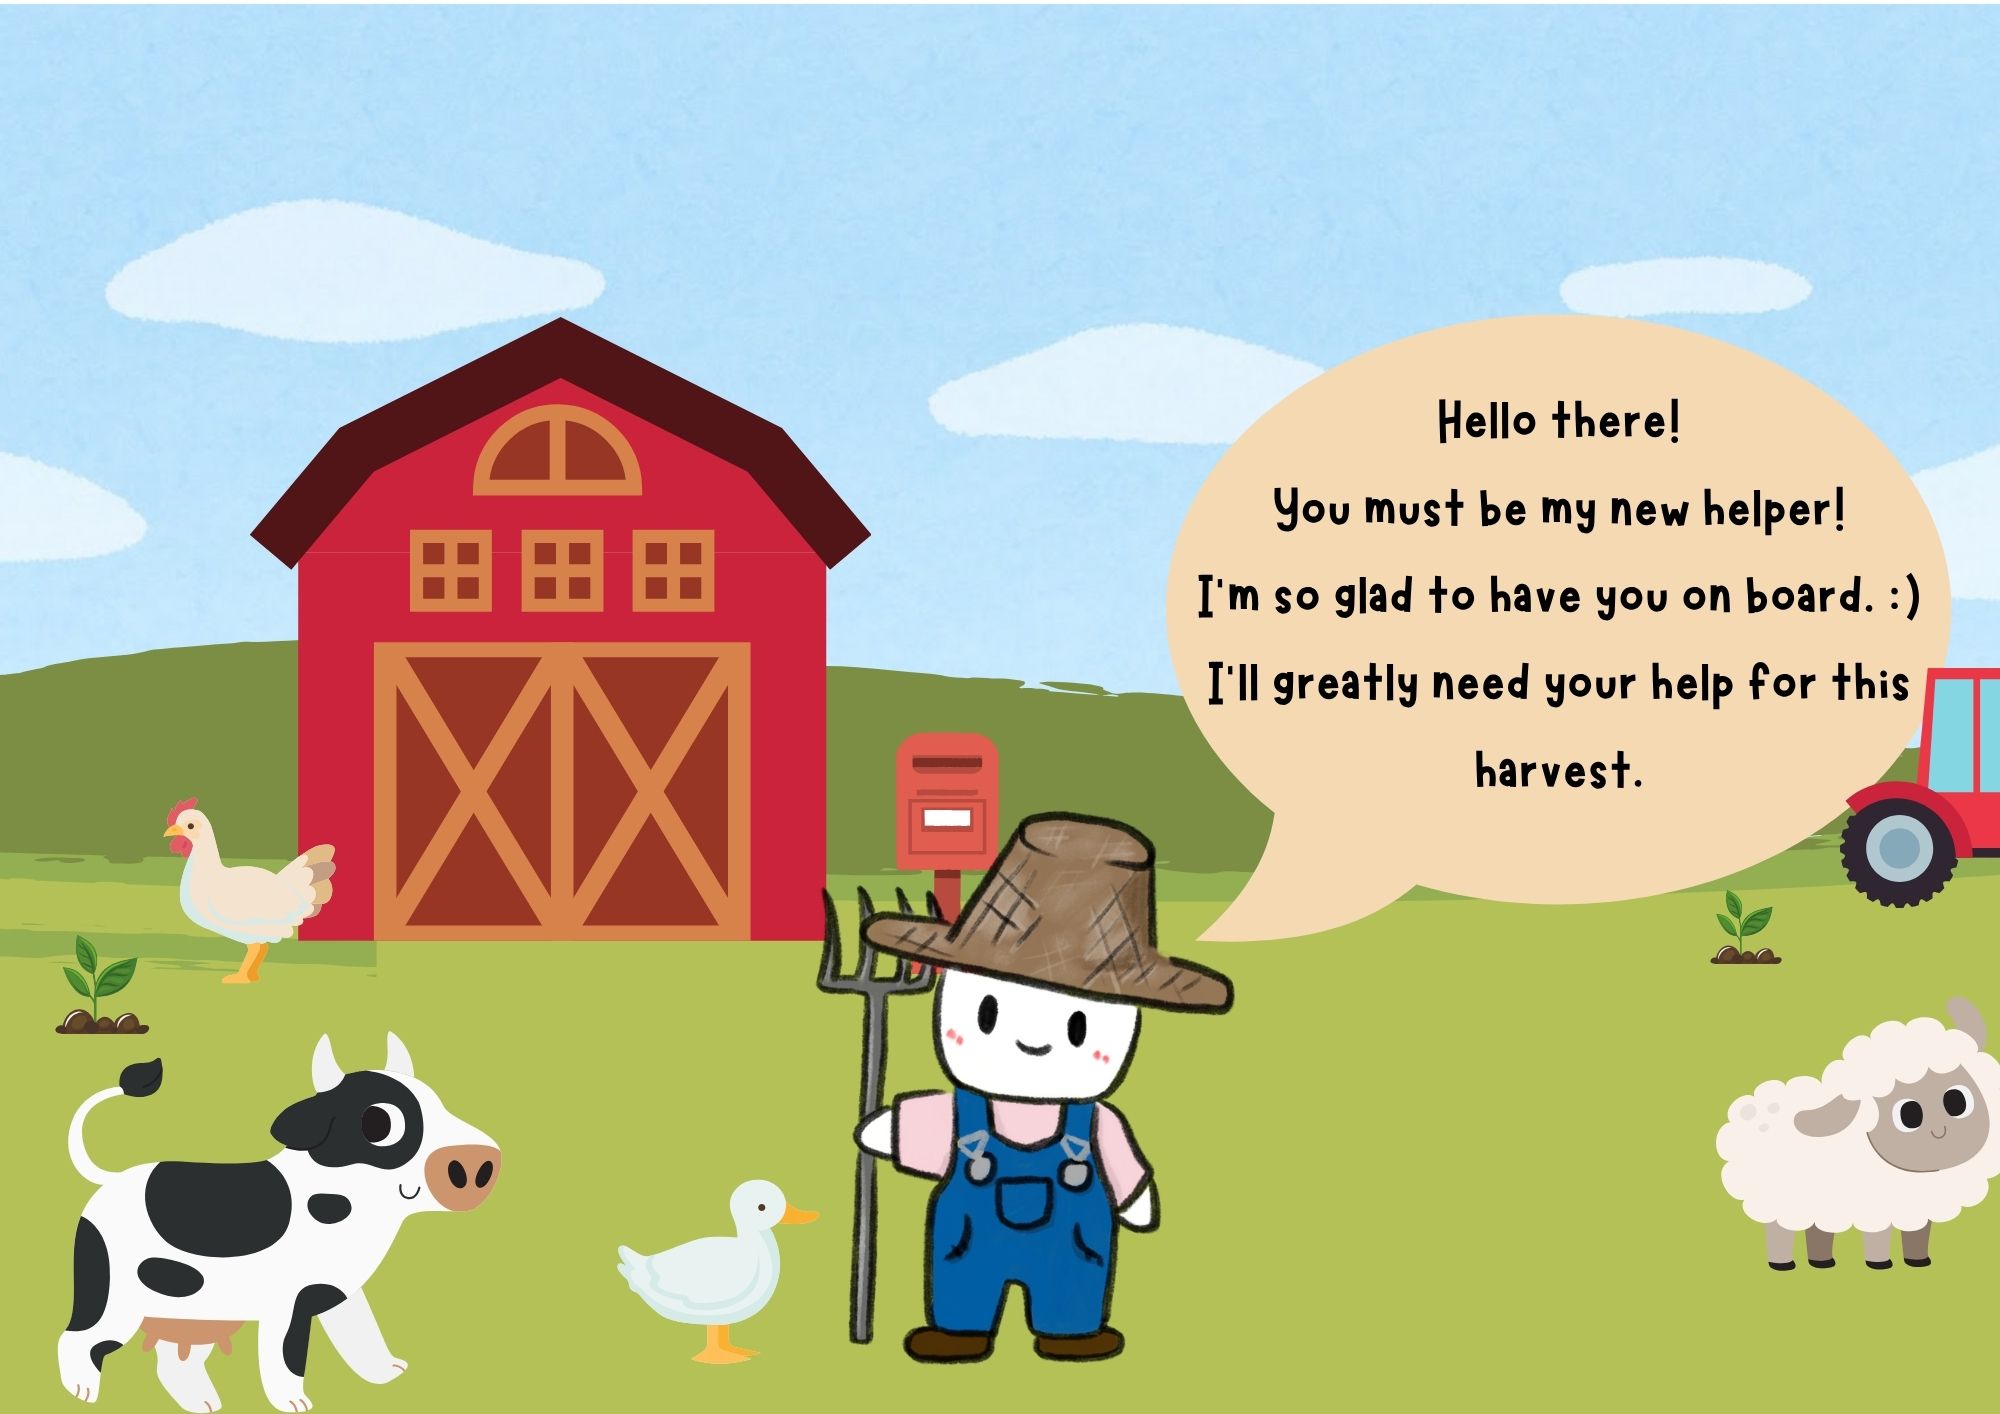 Hello there!
You must be my new helper!
I'm so glad to have you on board. :)
I'll greatly need your help for this
harvest.